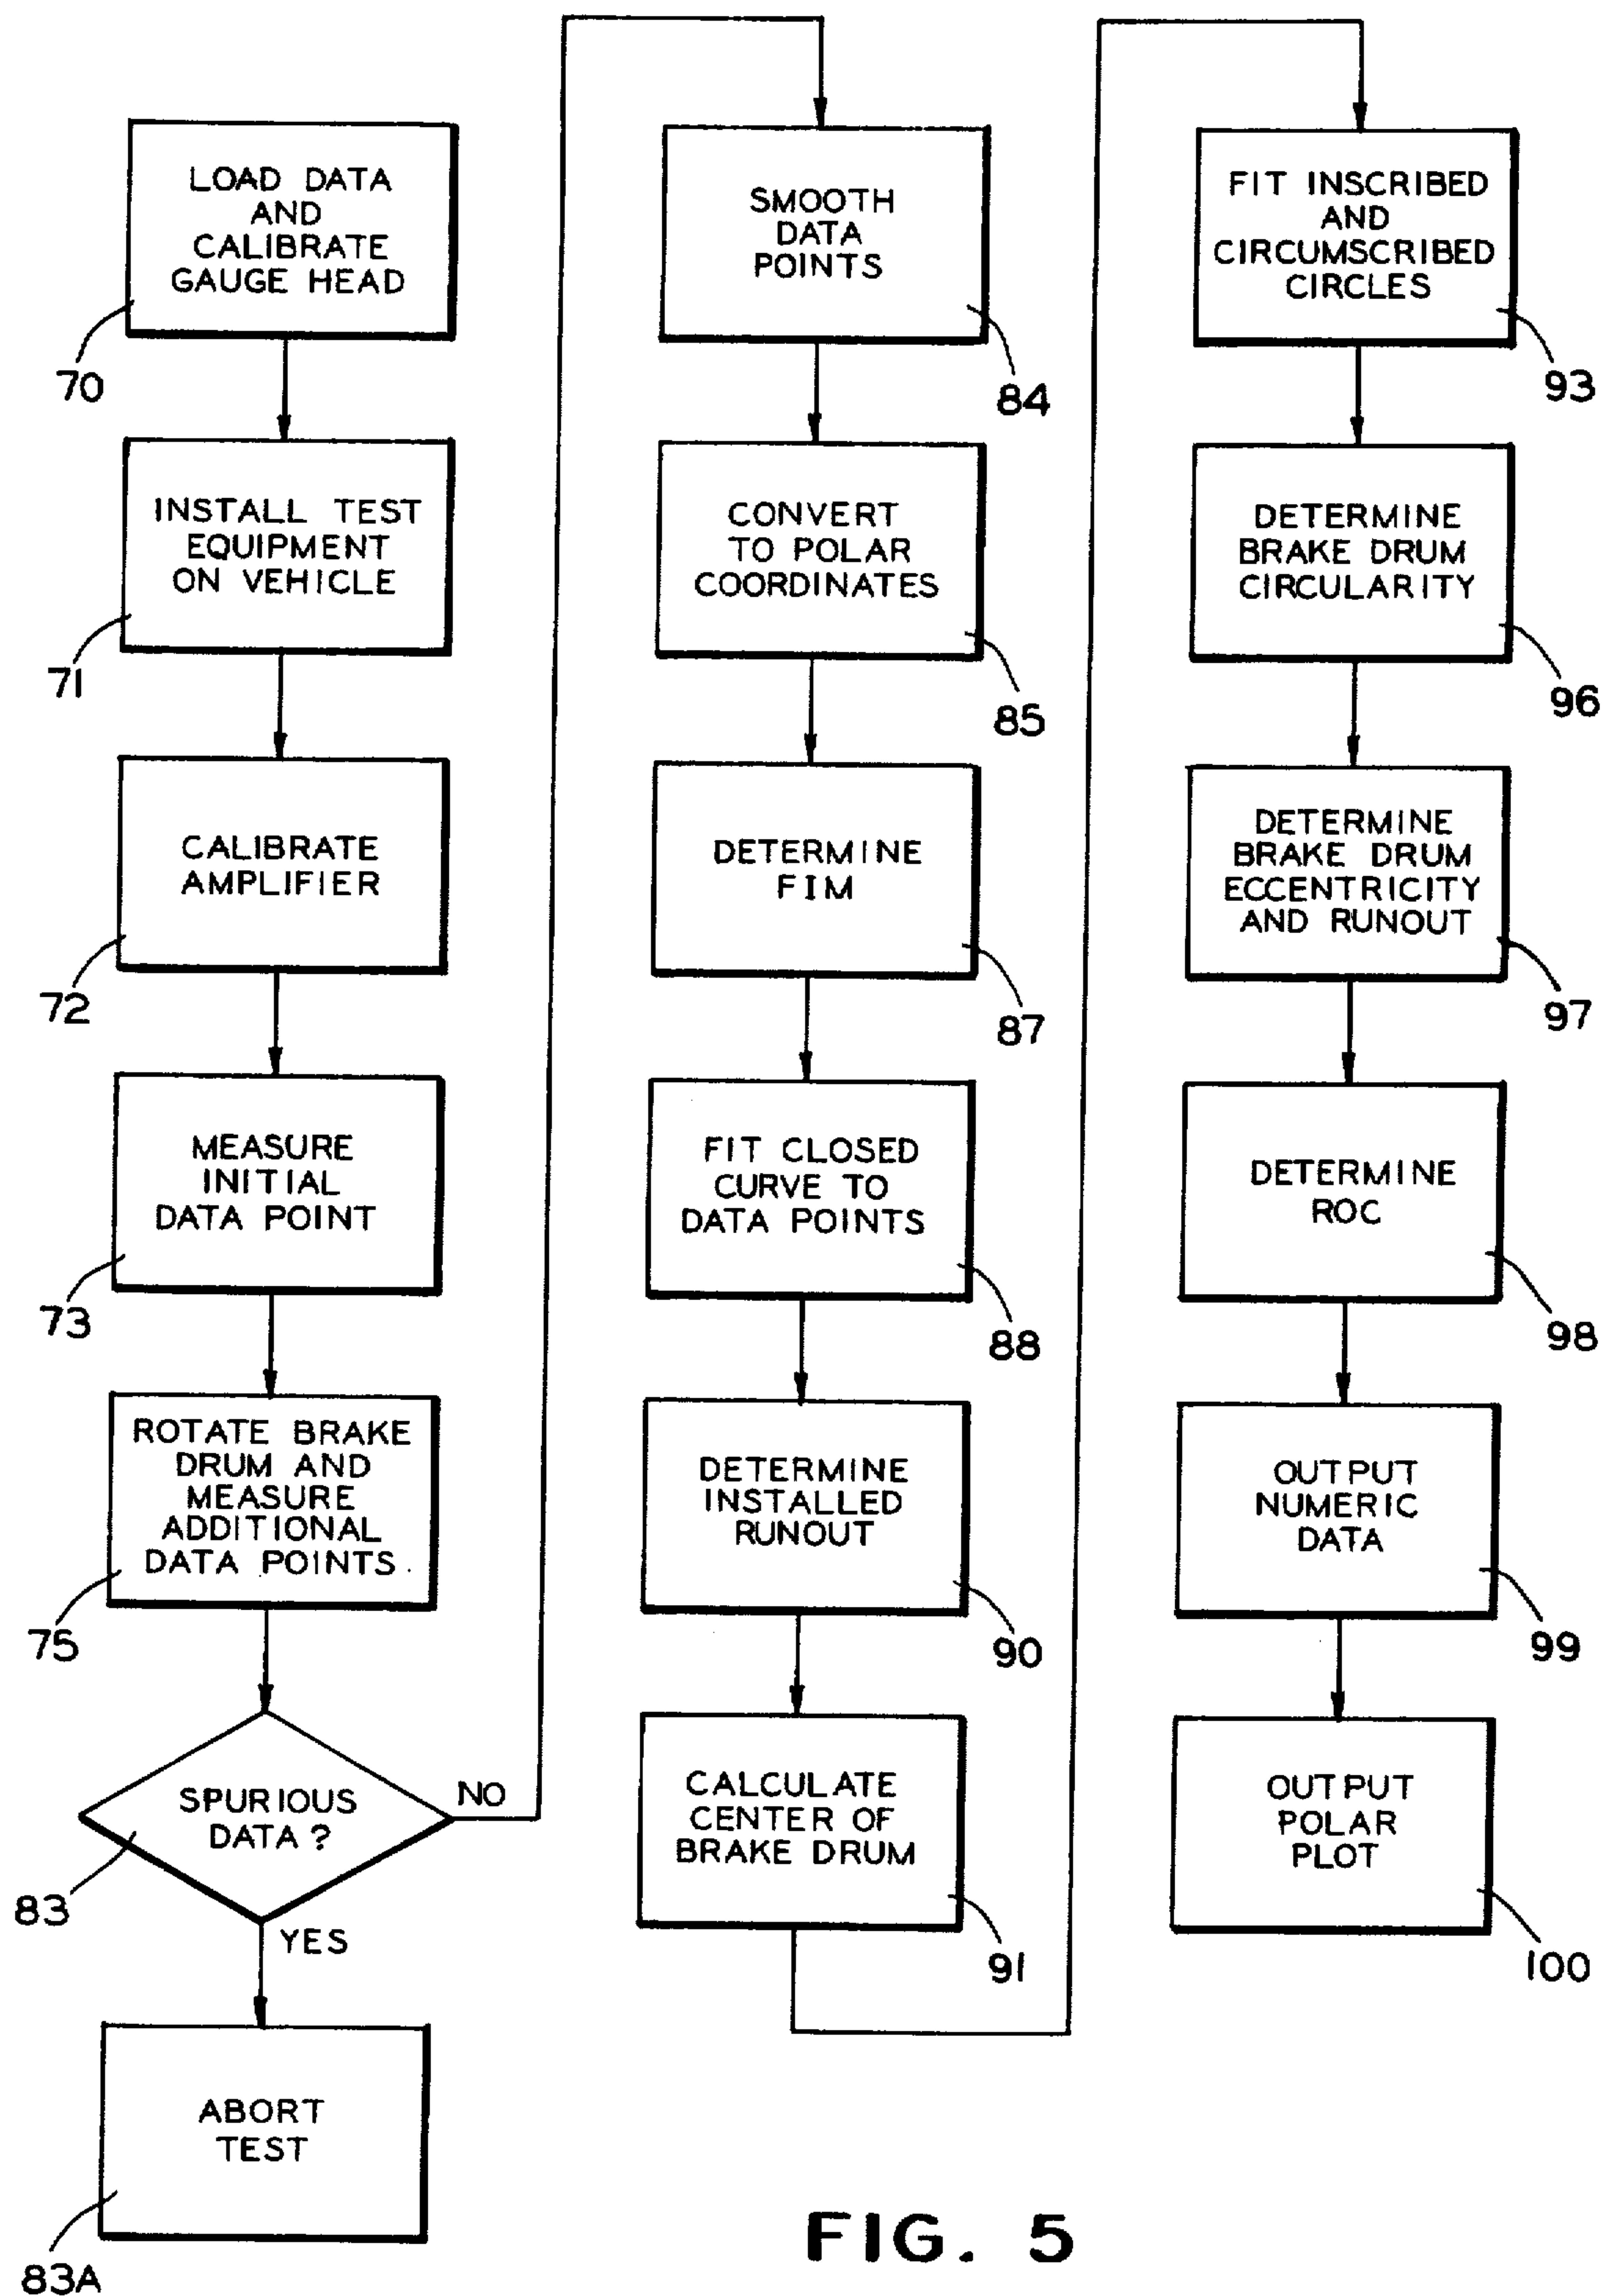 LOAD DATA
AND
CALIBRATE
GAUGE HEAD
70
INSTALL TEST
EQUIPMENT
ON VEHICLE
71
CALIBRATE
AMPLIFIER
72
MEASURE
INITIAL
DATA POINT
73
ROTATE BRAKE
DRUM AND
MEASURE
ADDITIONAL
DATA POINTS
75
SPURIOUS
DATA?
NO
83
YES
ABORT
TEST
83A
SMOOTH
DATA
POINTS
84
CONVERT
TO POLAR
COORDINATES
85
DETERMINE
FIM
87
FIT CLOSED
CURVE TO
DATA POINTS
88
DETERMINE
INSTALLED
RUNOUT
90
CALCULATE
CENTER OF
BRAKE DRUM
91
FIT INSCRIBED
AND
CIRCUMSCRIBED
CIRCLES
93
DETERMINE
BRAKE DRUM
CIRCULARITY
96
DETERMINE
BRAKE DRUM
ECCENTRICITY
AND RUNOUT
97
DETERMINE
ROC
98
OUTPUT
NUMERIC
DATA
99
OUTPUT
POLAR
PLOT
100
FIG. 5